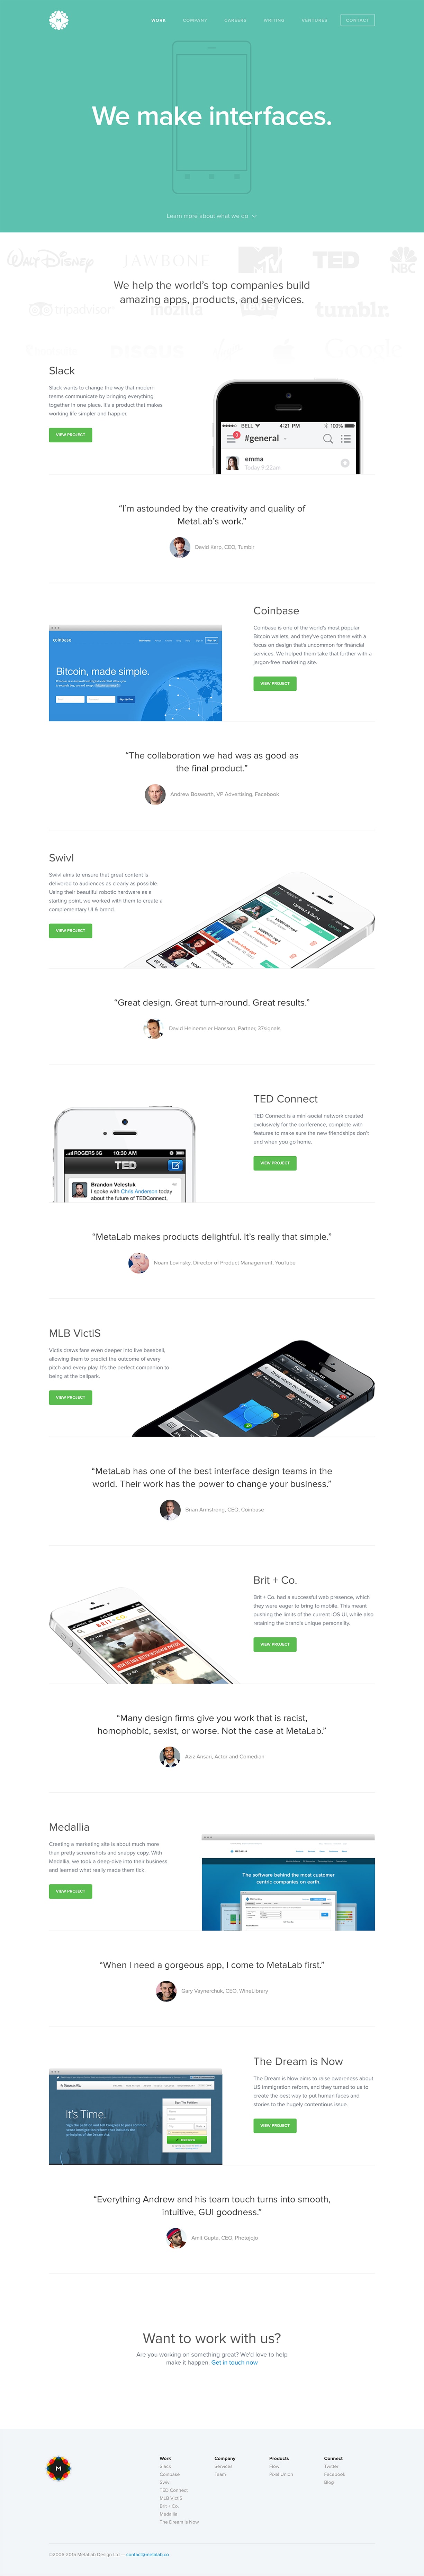 M
WORK COMPANY CAREERS WRITING VENTURES CONTACT
We make interfaces.
Learn more about what we do
WALT DISNEY JAWBONE MTV TED NBC
We help the world's top companies build
amazing apps, products, and services.
tripadvisor mozilla tumblr.
DISQUS Google
Slack
Slack wants to change the way that modern
teams communicate by bringing everything
together in one place. It's a product that makes
working life simpler and happier.
VIEW PROJECT
BELL 4:21 PM 100%
3
#general
emma
Today 9:22am
“I'm astounded by the creativity and quality of
MetaLab's work.”
David Karp, CEO, Tumblr
coinbase
Bitcoin, made simple.
Coinbase
Coinbase is one of the world's most popular
Bitcoin wallets, and they've gotten there with a
focus on design that's uncommon for financial
services. We helped them take that further with a
jargon-free marketing site.
VIEW PROJECT
“The collaboration we had was as good as
the final product.”
Andrew Bosworth, VP Advertising, Facebook
Swivl
Swivl aims to ensure that great content is
delivered to audiences as clearly as possible.
Using their beautiful robotic hardware as a
starting point, we worked with them to create a
complementary UI & brand.
VIEW PROJECT
“Great design. Great turn-around. Great results.”
David Heinemeier Hansson, Partner, 37signals
ROGERS 3G 10:30 AM
TED
Brandon Velestuk
I spoke with Chris Anderson today
about the future of TEDConnect,
TED Connect
TED Connect is a mini-social network created
exclusively for the conference, complete with
features to make sure the new friendships don't
end when you go home.
VIEW PROJECT
“MetaLab makes products delightful. It's really that simple.”
Noam Lovinsky, Director of Product Management, YouTube
MLB VictiS
Victis draws fans even deeper into live baseball,
allowing them to predict the outcome of every
pitch and every play. It's the perfect companion to
being at the ballpark.
VIEW PROJECT
“MetaLab has one of the best interface design teams in the
world. Their work has the power to change your business.”
Brian Armstrong, CEO, Coinbase
BRIT+CO.
Brit + Co.
Brit + Co. had a successful web presence, which
they were eager to bring to mobile. This meant
pushing the limits of the current iOS UI, while also
retaining the brand's unique personality.
VIEW PROJECT
“Many design firms give you work that is racist,
homophobic, sexist, or worse. Not the case at MetaLab.”
Aziz Ansari, Actor and Comedian
Medallia
Creating a marketing site is about much more
than pretty screenshots and snappy copy. With
Medallia, we took a deep-dive into their business
and learned what really made them tick.
VIEW PROJECT
The software behind the most customer
centric companies on earth.
“When I need a gorgeous app, I come to MetaLab first.”
Gary Vaynerchuk, CEO, WineLibrary
It's Time.
Sign The Petition
The Dream is Now
The Dream is Now aims to raise awareness about
US immigration reform, and they turned to us to
create the best way to put human faces and
stories to the hugely contentious issue.
VIEW PROJECT
“Everything Andrew and his team touch turns into smooth,
intuitive, GUI goodness.”
Amit Gupta, CEO, Photojojo
Want to work with us?
Are you working on something great? We'd love to help
make it happen. Get in touch now
M
Work Company Products Connect
Slack Services Flow Twitter
Coinbase Team Pixel Union Facebook
Swivl Blog
TED Connect
MLB VictiS
Brit + Co.
Medallia
The Dream is Now
©2006-2015 MetaLab Design Ltd — contact@metalab.co